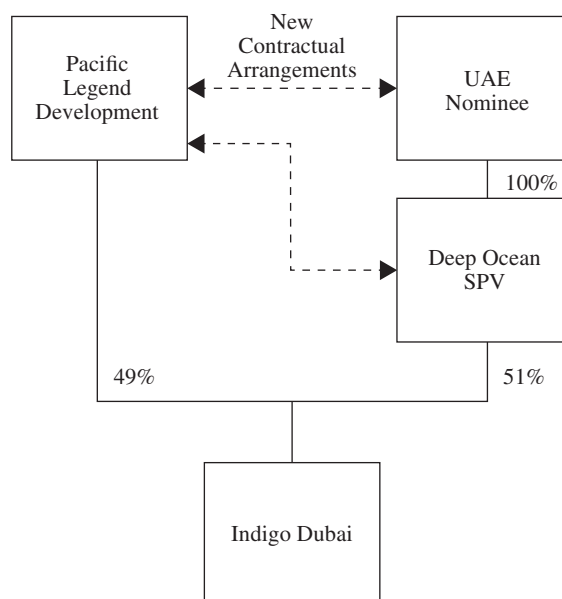 New
Contractual
Arrangements
Pacific
Legend
Development
UAE
Nominee
100%
Deep Ocean
SPV
49%
51%
Indigo Dubai